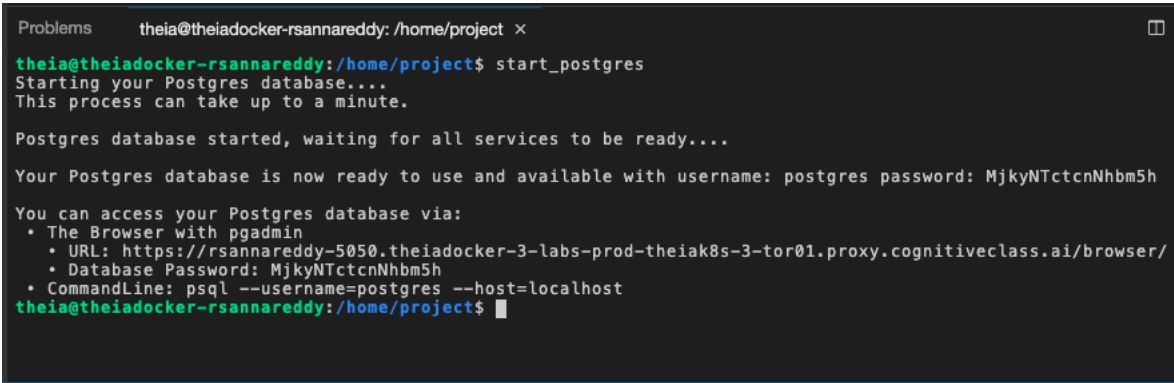 Problems theia@theiadocker-rsannareddy: /home/project ×
theia@theiadocker-rsannareddy:/home/project$ start_postgres
Starting your Postgres database....
This process can take up to a minute.
Postgres database started, waiting for all services to be ready....
Your Postgres database is now ready to use and available with username: postgres password: MjkyNTctcnNhbm5h
You can access your Postgres database via:
• The Browser with pgadmin
• URL: https://rsannareddy-5050.theiadocker-3-labs-prod-theiak8s-3-tor01.proxy.cognitiveclass.ai/browser/
• Database Password: MjkyNTctcnNhbm5h
• CommandLine: psql --username=postgres --host=localhost
theia@theiadocker-rsannareddy:/home/project$